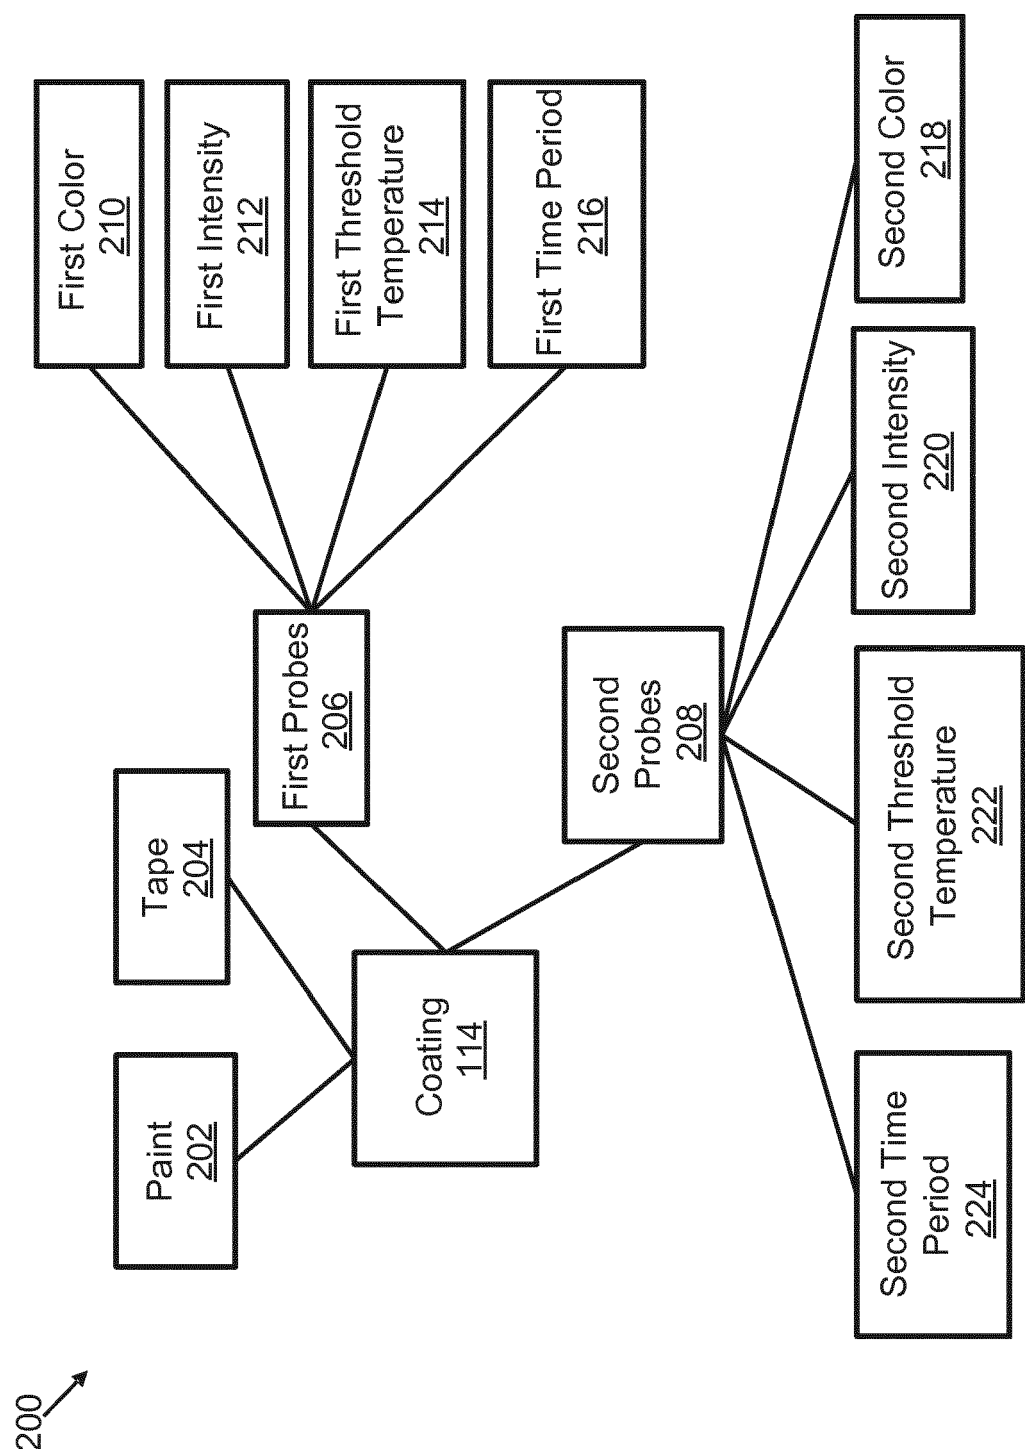 200
Paint
202
Tape
204
Coating
114
First Probes
206
Second
Probes
208
First Color
210
First Intensity
212
First Threshold
Temperature
214
First Time Period
216
Second Time
Period
224
Second Threshold
Temperature
222
Second Intensity
220
Second Color
218